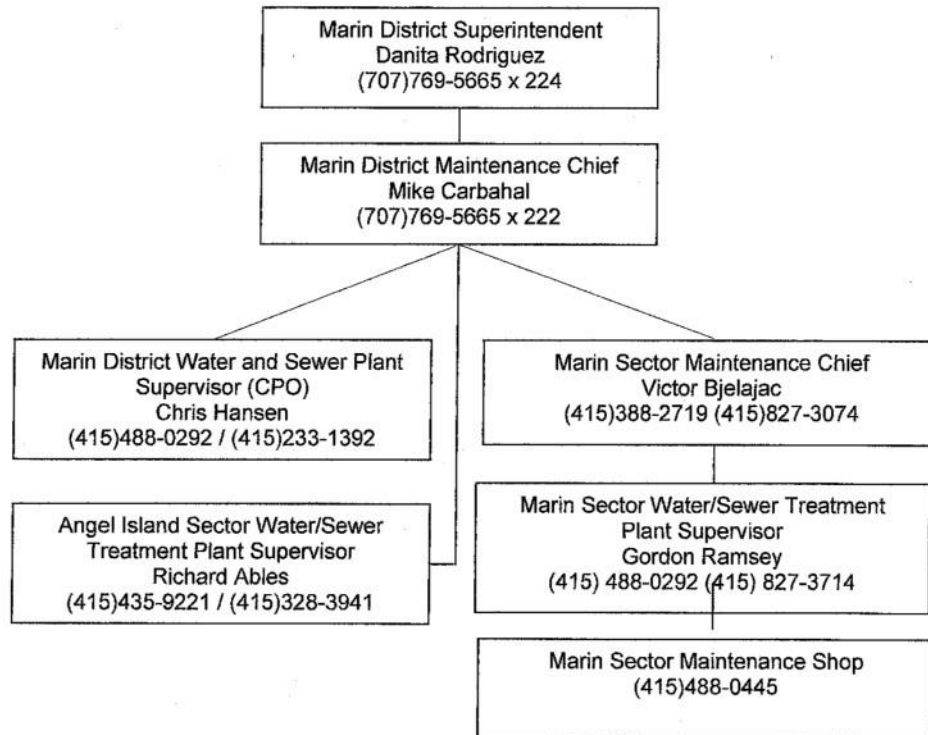 Marin District Superintendent
Danita Rodriguez
(707)769-5665 x 224
Marin District Maintenance Chief
Mike Carbahal
(707)769-5665 x 222
Marin District Water and Sewer Plant
Supervisor (CPO)
Chris Hansen
(415)488-0292 / (415)233-1392
Angel Island Sector Water/Sewer
Treatment Plant Supervisor
Richard Ables
(415)435-9221 / (415)328-3941
Marin Sector Maintenance Chief
Victor Bjelajac
(415)388-2719 (415)827-3074
Marin Sector Water/Sewer Treatment
Plant Supervisor
Gordon Ramsey
(415) 488-0292 (415) 827-3714
Marin Sector Maintenance Shop
(415)488-0445